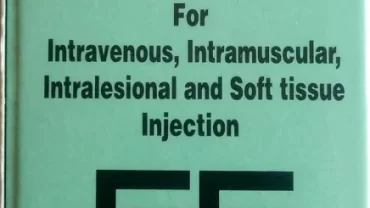 For
Intravenous, Intramuscular,
Intralesional and Soft tissue
Injection